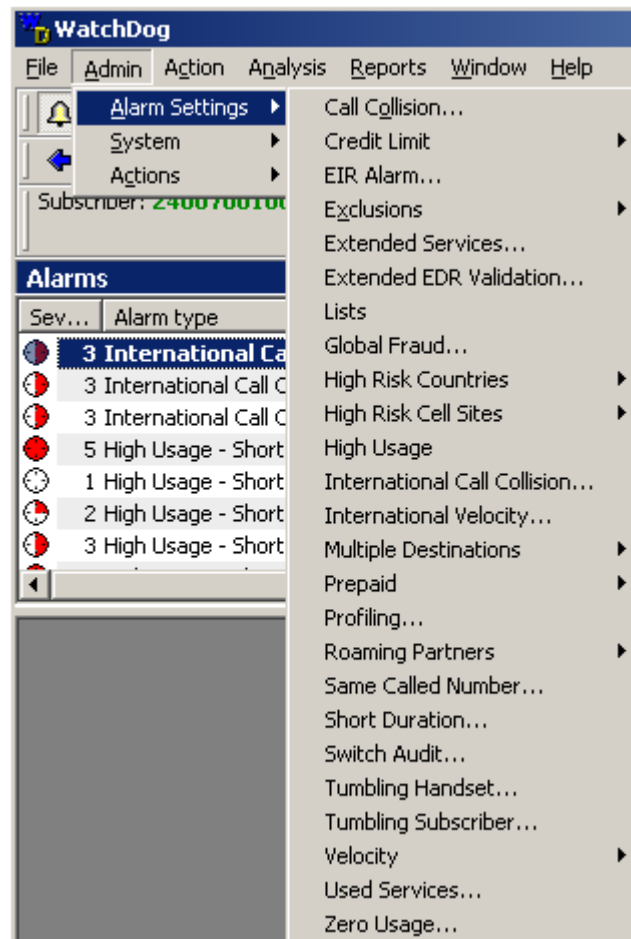 WatchDog
File Admin Action Analysis Reports Window Help
Alarm Settings
System
Actions
Subscriber:
Alarms
Sev... Alarm type
3 International Ca
3 International Call C
3 International Call C
5 High Usage - Short
1 High Usage - Short
2 High Usage - Short
3 High Usage - Short
Call Collision...
Credit Limit
EIR Alarm...
Exclusions
Extended Services...
Extended EDR Validation...
Lists
Global Fraud...
High Risk Countries
High Risk Cell Sites
High Usage
International Call Collision...
International Velocity...
Multiple Destinations
Prepaid
Profiling...
Roaming Partners
Same Called Number...
Short Duration...
Switch Audit...
Tumbling Handset...
Tumbling Subscriber...
Velocity
Used Services...
Zero Usage...